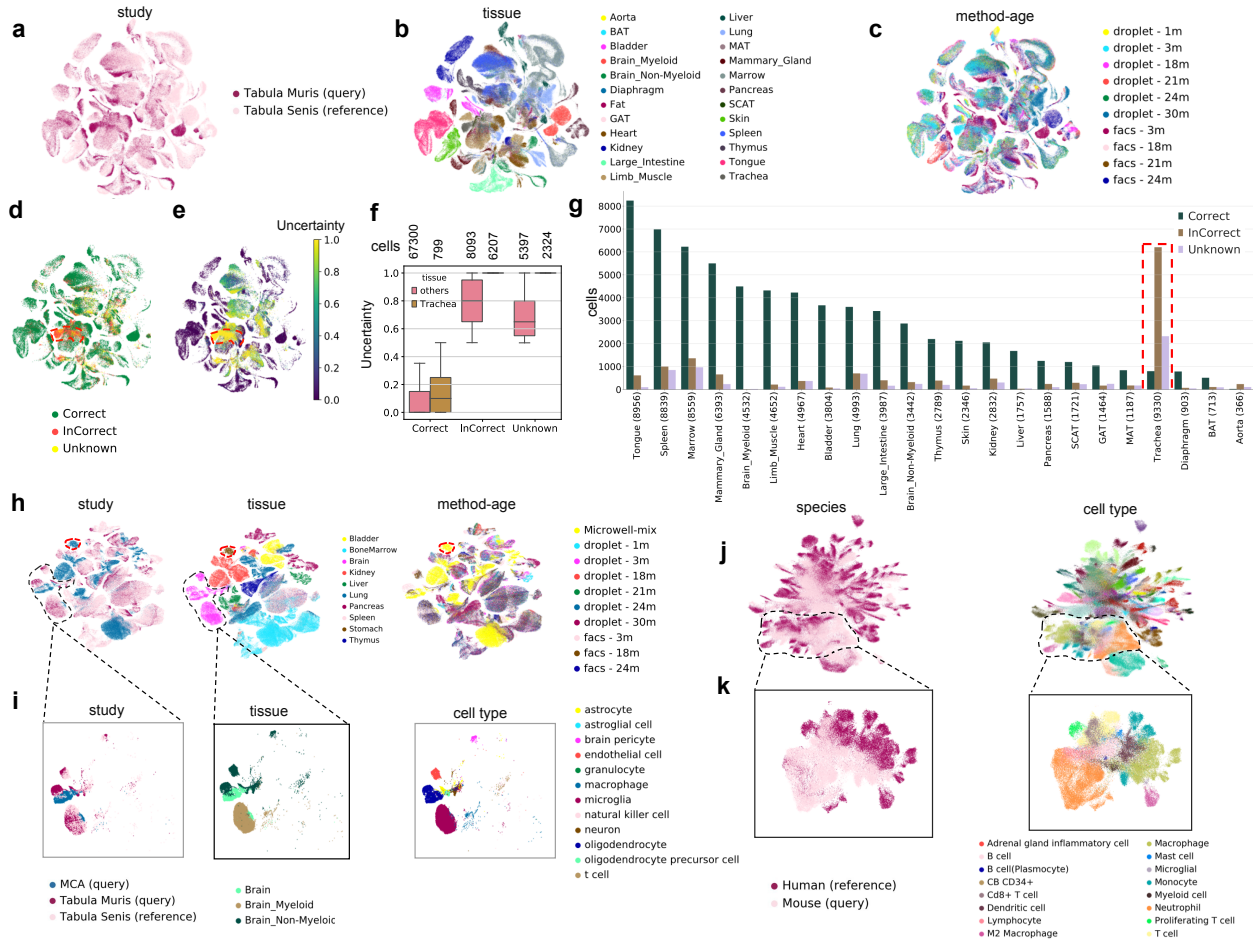 a
study
Tabula Muris (query)
Tabula Senis (reference)
b
tissue
Aorta
BAT
Bladder
Brain_Myeloid
Brain_Non-Myeloid
Diaphragm
Fat
GAT
Heart
Kidney
Large_Intestine
Limb_Muscle
Liver
Lung
MAT
Mammary_Gland
Marrow
Pancreas
SCAT
Skin
Spleen
Thymus
Tongue
Trachea
c
method-age
droplet - 1m
droplet - 3m
droplet - 18m
droplet - 21m
droplet - 24m
droplet - 30m
facs - 3m
facs - 18m
facs - 21m
facs - 24m
d
Correct
InCorrect
Unknown
e
Uncertainty
1.0
0.8
0.6
0.4
0.2
0.0
f
cells
67300
799
8093
6207
5397
2324
Uncertainty
1.0
0.8
0.6
0.4
0.2
0.0
tissue
others
Trachea
Correct
InCorrect
Unknown
g
cells
8000
7000
6000
5000
4000
3000
2000
1000
0
Correct
InCorrect
Unknown
Tongue (8956)
Spleen (8839)
Marrow (8559)
Mammary_Gland (6393)
Brain_Myeloid (4532)
Limb_Muscle (4652)
Heart (4967)
Bladder (3804)
Lung (4993)
Large_Intestine (3987)
Brain_Non-Myeloid (3442)
Thymus (2789)
Skin (2346)
Kidney (2832)
Liver (1757)
Pancreas (1588)
SCAT (1721)
GAT (1464)
MAT (1187)
Trachea (9330)
Diaphragm (903)
BAT (713)
Aorta (366)
h
study
tissue
Bladder
BoneMarrow
Brain
Kidney
Liver
Lung
Pancreas
Spleen
Stomach
Thymus
method-age
Microwell-mix
droplet - 1m
droplet - 3m
droplet - 18m
droplet - 21m
droplet - 24m
droplet - 30m
facs - 3m
facs - 18m
facs - 24m
i
study
MCA (query)
Tabula Muris (query)
Tabula Senis (reference)
tissue
Brain
Brain_Myeloid
Brain_Non-Myeloic
cell type
astrocyte
astroglial cell
brain pericyte
endothelial cell
granulocyte
macrophage
microglia
natural killer cell
neuron
oligodendrocyte
oligodendrocyte precursor cell
t cell
j
species
cell type
k
Human (reference)
Mouse (query)
Adrenal gland inflammatory cell
B cell
B cell(Plasmocyte)
CB CD34+
Cd8+ T cell
Dendritic cell
Lymphocyte
M2 Macrophage
Macrophage
Mast cell
Microglial
Monocyte
Myeloid cell
Neutrophil
Proliferating T cell
T cell